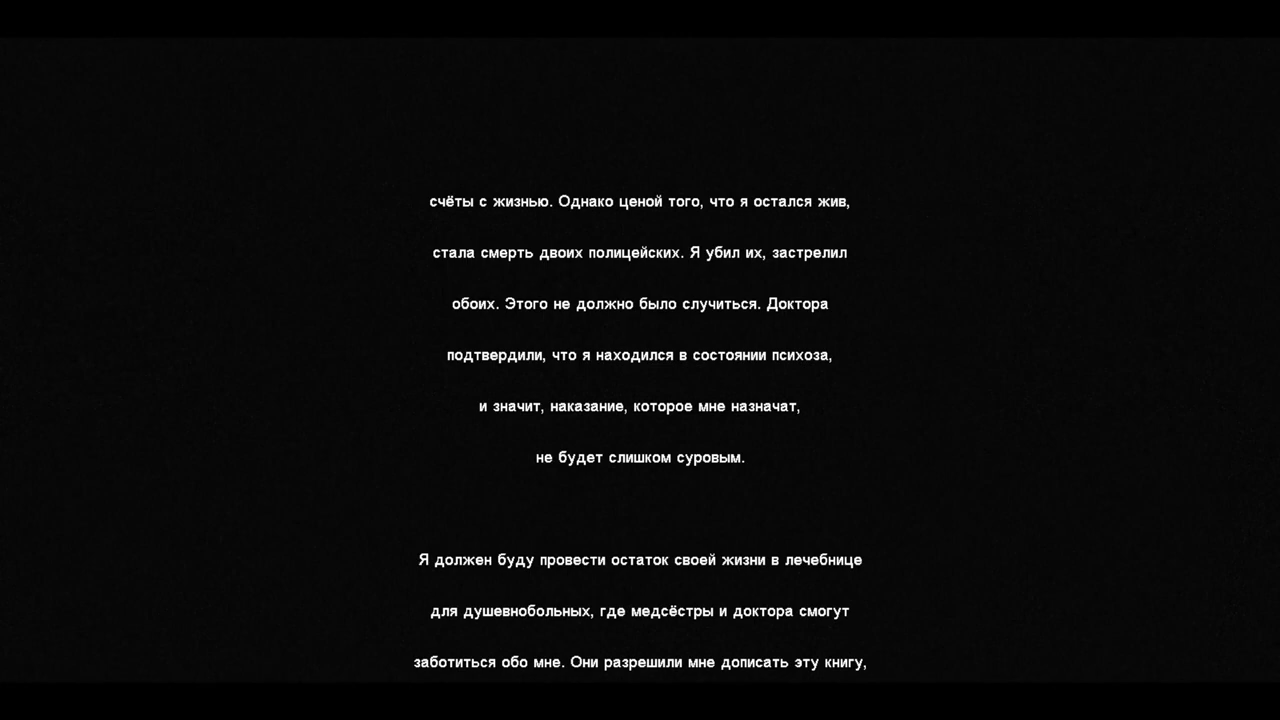 счёты с жизнью. Однако ценой того, что я остался жив,
стала смерть двоих полицейских. Я убил их, застрелил
обоих. Этого не должно было случиться. Доктора
подтвердили, что я находился в состоянии психоза,
и значит, наказание, которое мне назначат,
не будет слишком суровым.
Я должен буду провести остаток своей жизни в лечебнице
для душевнобольных, где медсёстры и доктора смогут
заботиться обо мне. Они разрешили мне дописать эту книгу,